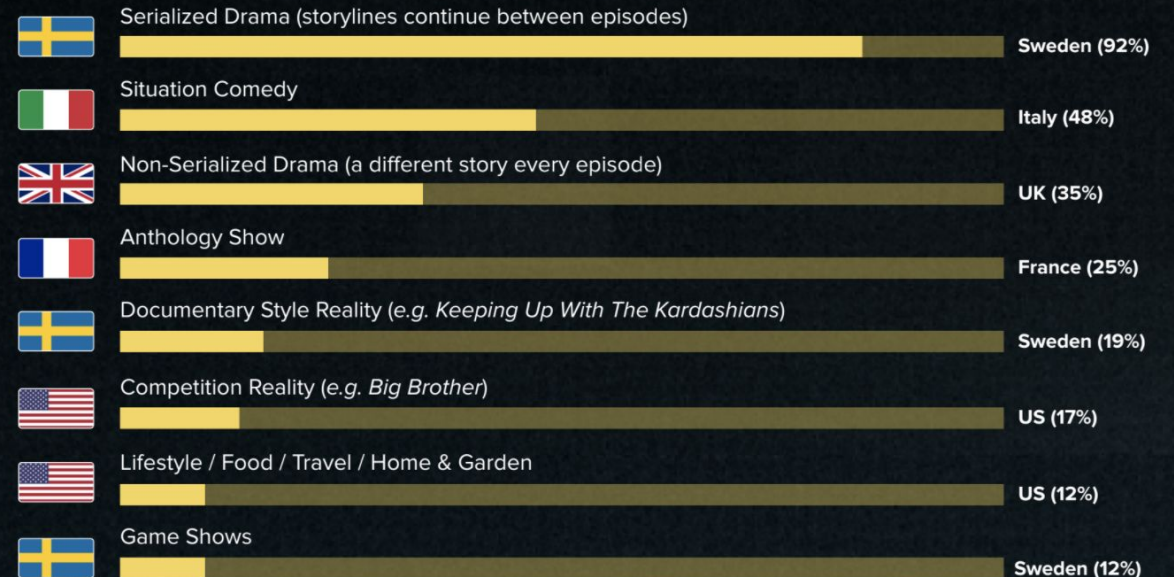 Serialized Drama (storylines continue between episodes)
Sweden (92%)
Situation Comedy
Italy (48%)
Non-Serialized Drama (a different story every episode)
UK (35%)
Anthology Show
France (25%)
Documentary Style Reality (e.g. Keeping Up With The Kardashians)
Sweden (19%)
Competition Reality (e.g. Big Brother)
US (17%)
Lifestyle / Food / Travel / Home & Garden
US (12%)
Game Shows
Sweden (12%)